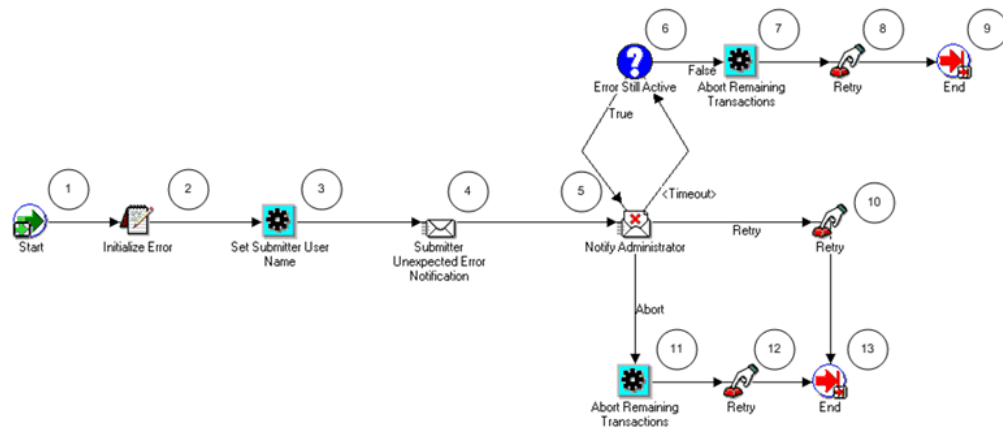 6
7
8
9
Error Still Active
False
Abort Remaining
Transactions
Retry
End
True
<Timeout>
1
2
3
4
5
10
Start
Initialize Error
Set Submitter User
Name
Submitter
Unexpected Error
Notification
Notify Administrator
Retry
Retry
Abort
11
12
13
Abort Remaining
Transactions
Retry
End